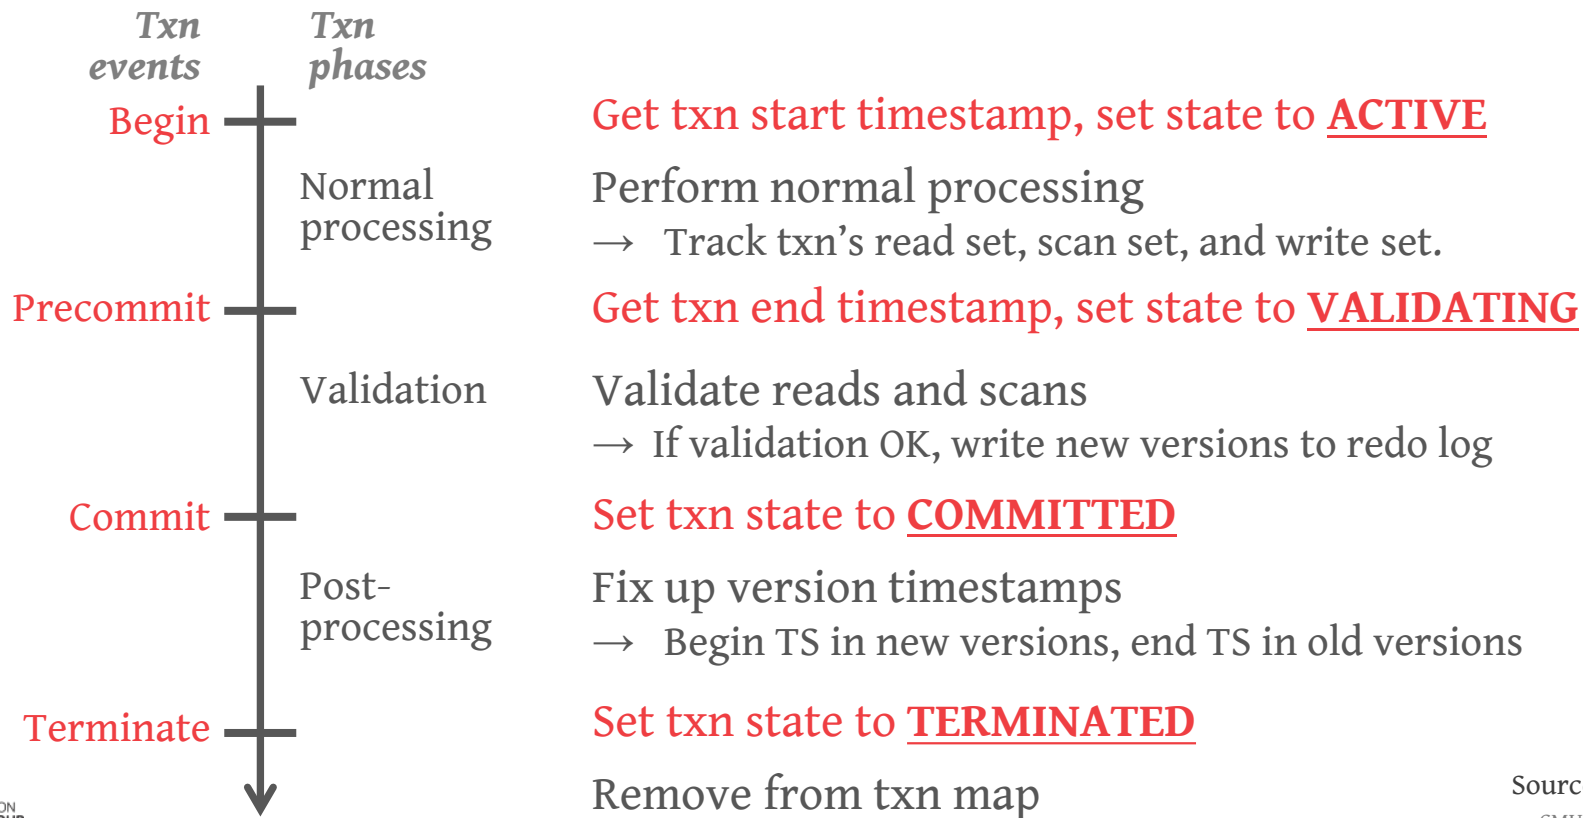 Txn events
Txn phases
Begin
Get txn start timestamp, set state to ACTIVE
Normal processing
Perform normal processing
→ Track txn’s read set, scan set, and write set.
Precommit
Get txn end timestamp, set state to VALIDATING
Validation
Validate reads and scans
→ If validation OK, write new versions to redo log
Commit
Set txn state to COMMITTED
Post-
processing
Fix up version timestamps
→ Begin TS in new versions, end TS in old versions
Terminate
Set txn state to TERMINATED
Remove from txn map
Sourc